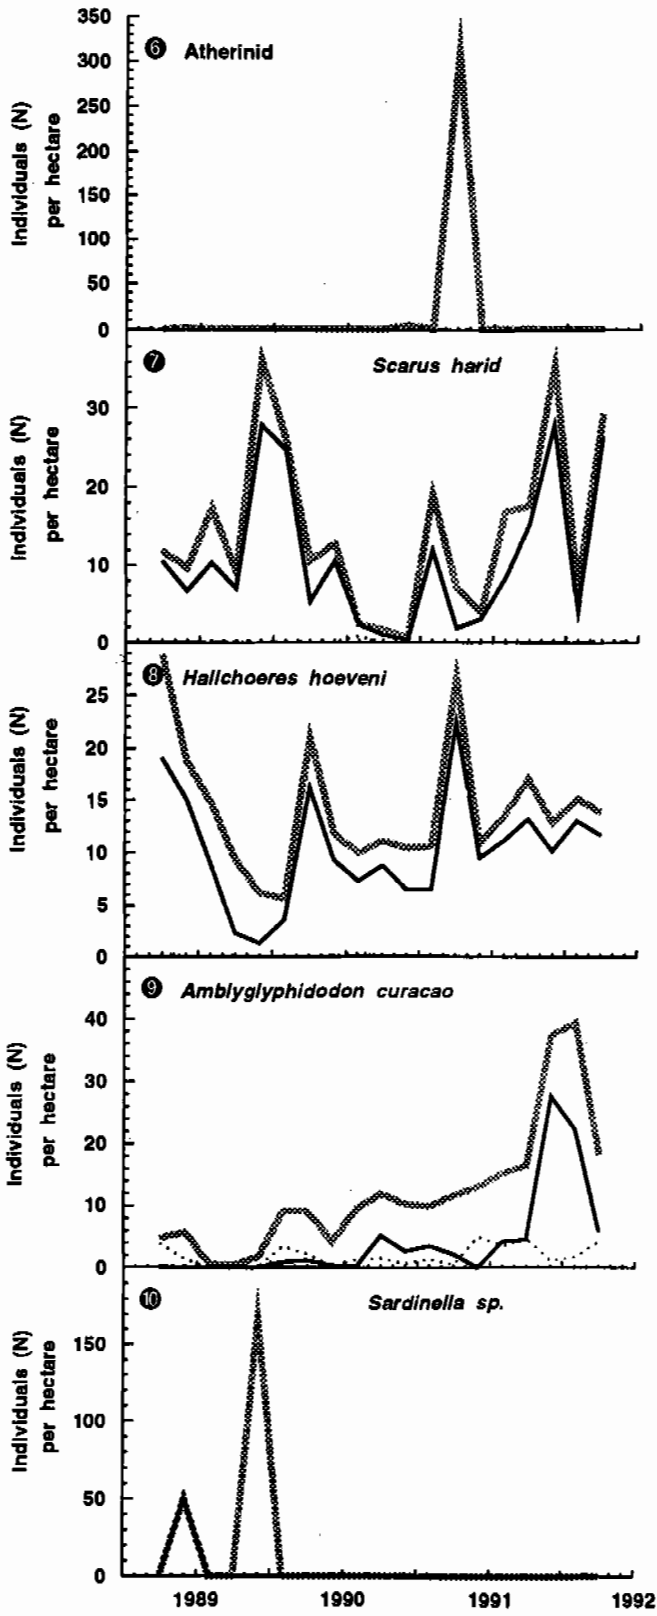 350
300
250
200
150
100
50
0
Individuals (N)
per hectare
6 Atherinid
30
20
10
0
Individuals (N)
per hectare
7 Scarus harid
25
20
15
10
5
0
Individuals (N)
per hectare
8 Halichoeres hoeveni
40
30
20
10
0
Individuals (N)
per hectare
9 Amblyglyphidodon curacao
150
100
50
0
Individuals (N)
per hectare
10 Sardinella sp.
1989 1990 1991 1992